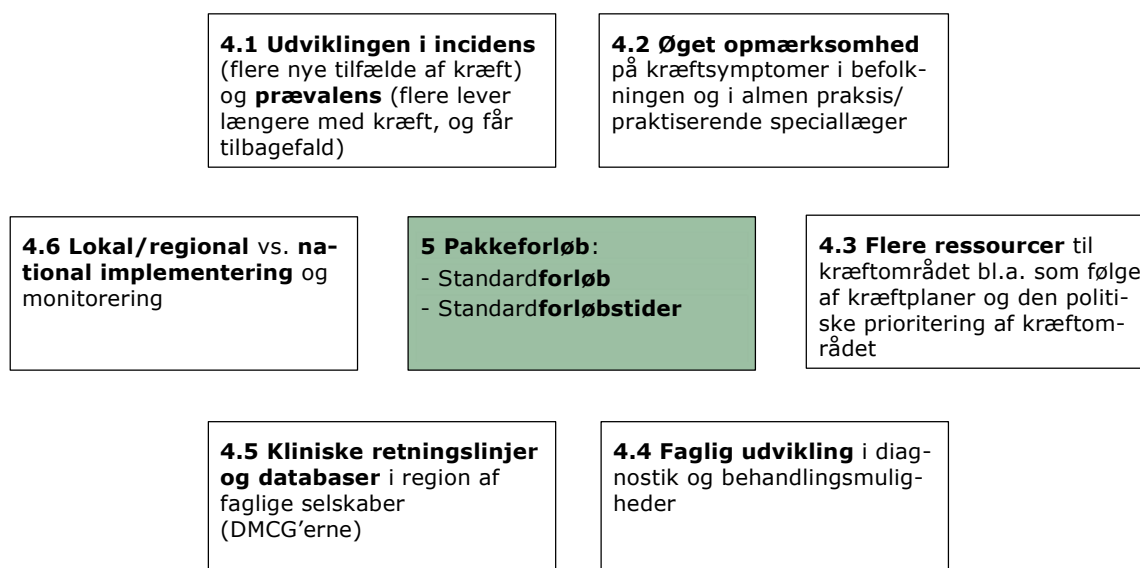 4.1 Udviklingen i incidens
(flere nye tilfælde af kræft)
og prævalens (flere lever
længere med kræft, og får
tilbagefald)
4.2 Øget opmærksomhed
på kræftsymptomer i befolk-
ningen og i almen praksis/
praktiserende speciallæger
4.6 Lokal/regional vs. na-
tional implementering og
monitorering
5 Pakkeforløb:
- Standardforløb
- Standardforløbstider
4.3 Flere ressourcer til
kræftområdet bl.a. som følge
af kræftplaner og den politi-
ske prioritering af kræftom-
rådet
4.5 Kliniske retningslinjer
og databaser i region af
faglige selskaber
(DMCG'erne)
4.4 Faglig udvikling i diag-
nostik og behandlingsmulig-
heder